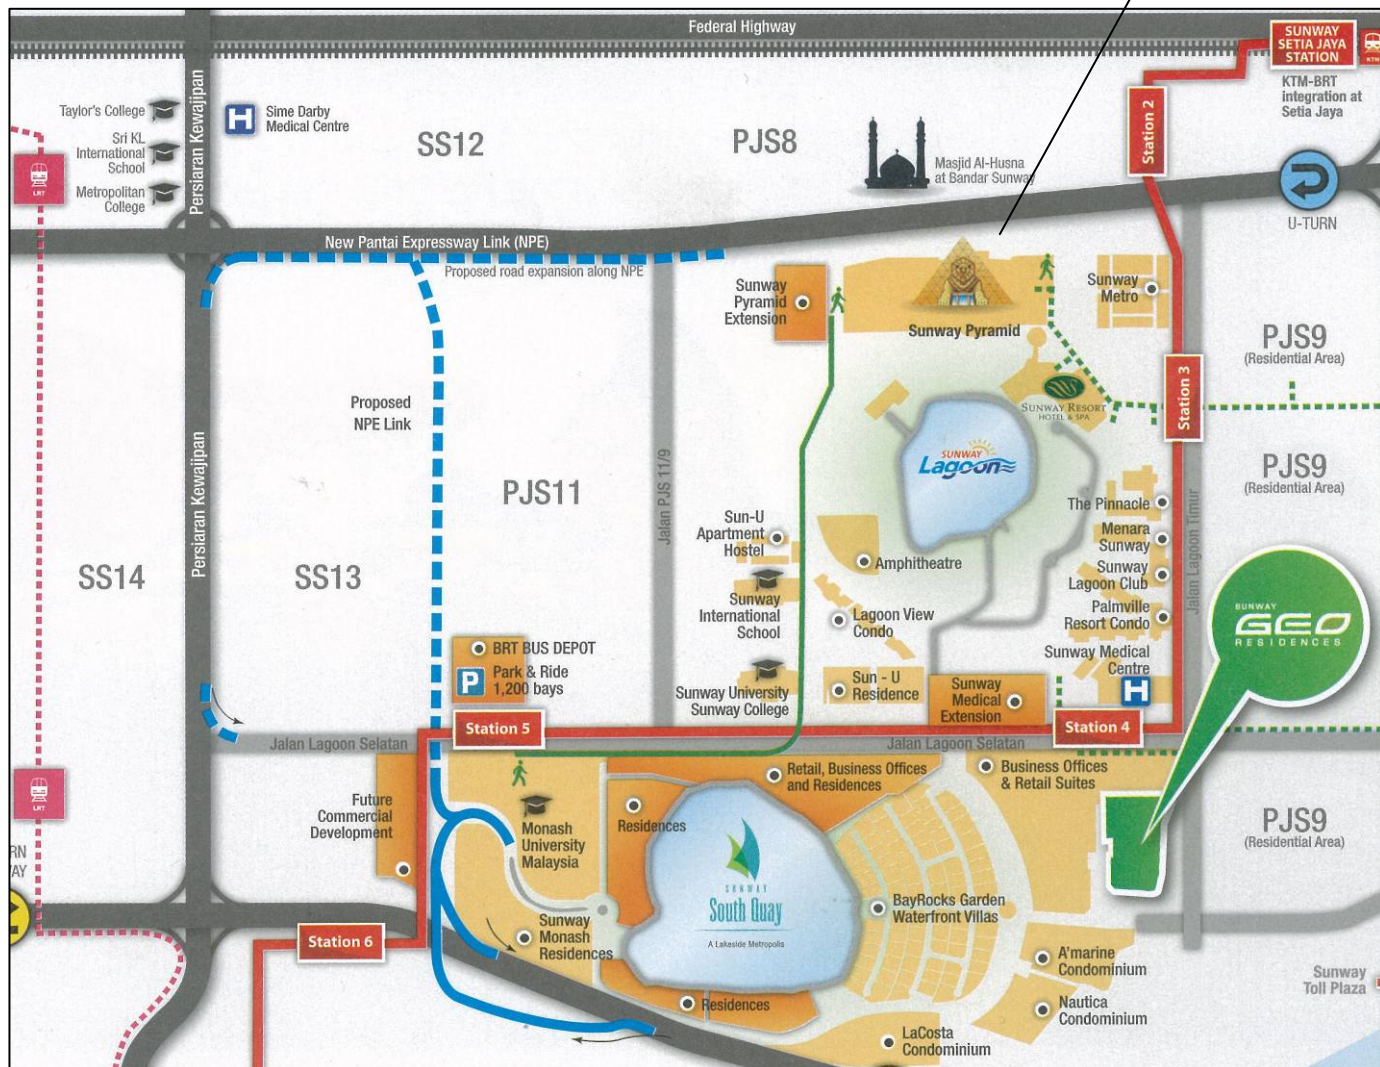 Federal Highway
SUNWAY
SETIA JAYA
STATION
KTM
KTM-BRT
integration at
Setia Jaya
Station 2
Persiaran Kewajipan
Taylor's College
Sri KL
International
School
Metropolitan
College
LRT
H
Sime Darby
Medical Centre
SS12
PJS8
Masjid Al-Husna
at Bandar Sunway
U-TURN
New Pantai Expressway Link (NPE)
Proposed road expansion along NPE
Sunway
Pyramid
Extension
Sunway Pyramid
Sunway
Metro
PJS9
(Residential Area)
Station 3
SUNWAY RESORT
HOTEL & SPA
Proposed
NPE Link
Persiaran Kewajipan
SUNWAY
Lagoon
PJS9
(Residential Area)
PJS11
Jalan PJS 11/9
The Pinnacle
Menara
Sunway
Sunway
Lagoon Club
Palmville
Resort Condo
Jalan Lagoon Timur
Sun-U
Apartment
Hostel
Amphitheatre
SS14
SS13
Sunway
International
School
Lagoon View
Condo
SUNWAY
GEO
RESIDENCES
BRT BUS DEPOT
P
Park & Ride
1,200 bays
Sunway University
Sunway College
Sun - U
Residence
Sunway
Medical
Extension
Sunway Medical
Centre
H
Station 5
Station 4
Jalan Lagoon Selatan
Jalan Lagoon Selatan
LRT
Future
Commercial
Development
Retail, Business Offices
and Residences
Business Offices
& Retail Suites
Residences
Monash
University
Malaysia
PJS9
(Residential Area)
RN
AY
SUNWAY
South Quay
A Lakeside Metropolis
BayRocks Garden
Waterfront Villas
Station 6
Sunway
Monash
Residences
A'marine
Condominium
Sunway
Toll Plaza
Residences
Nautica
Condominium
LaCosta
Condominium